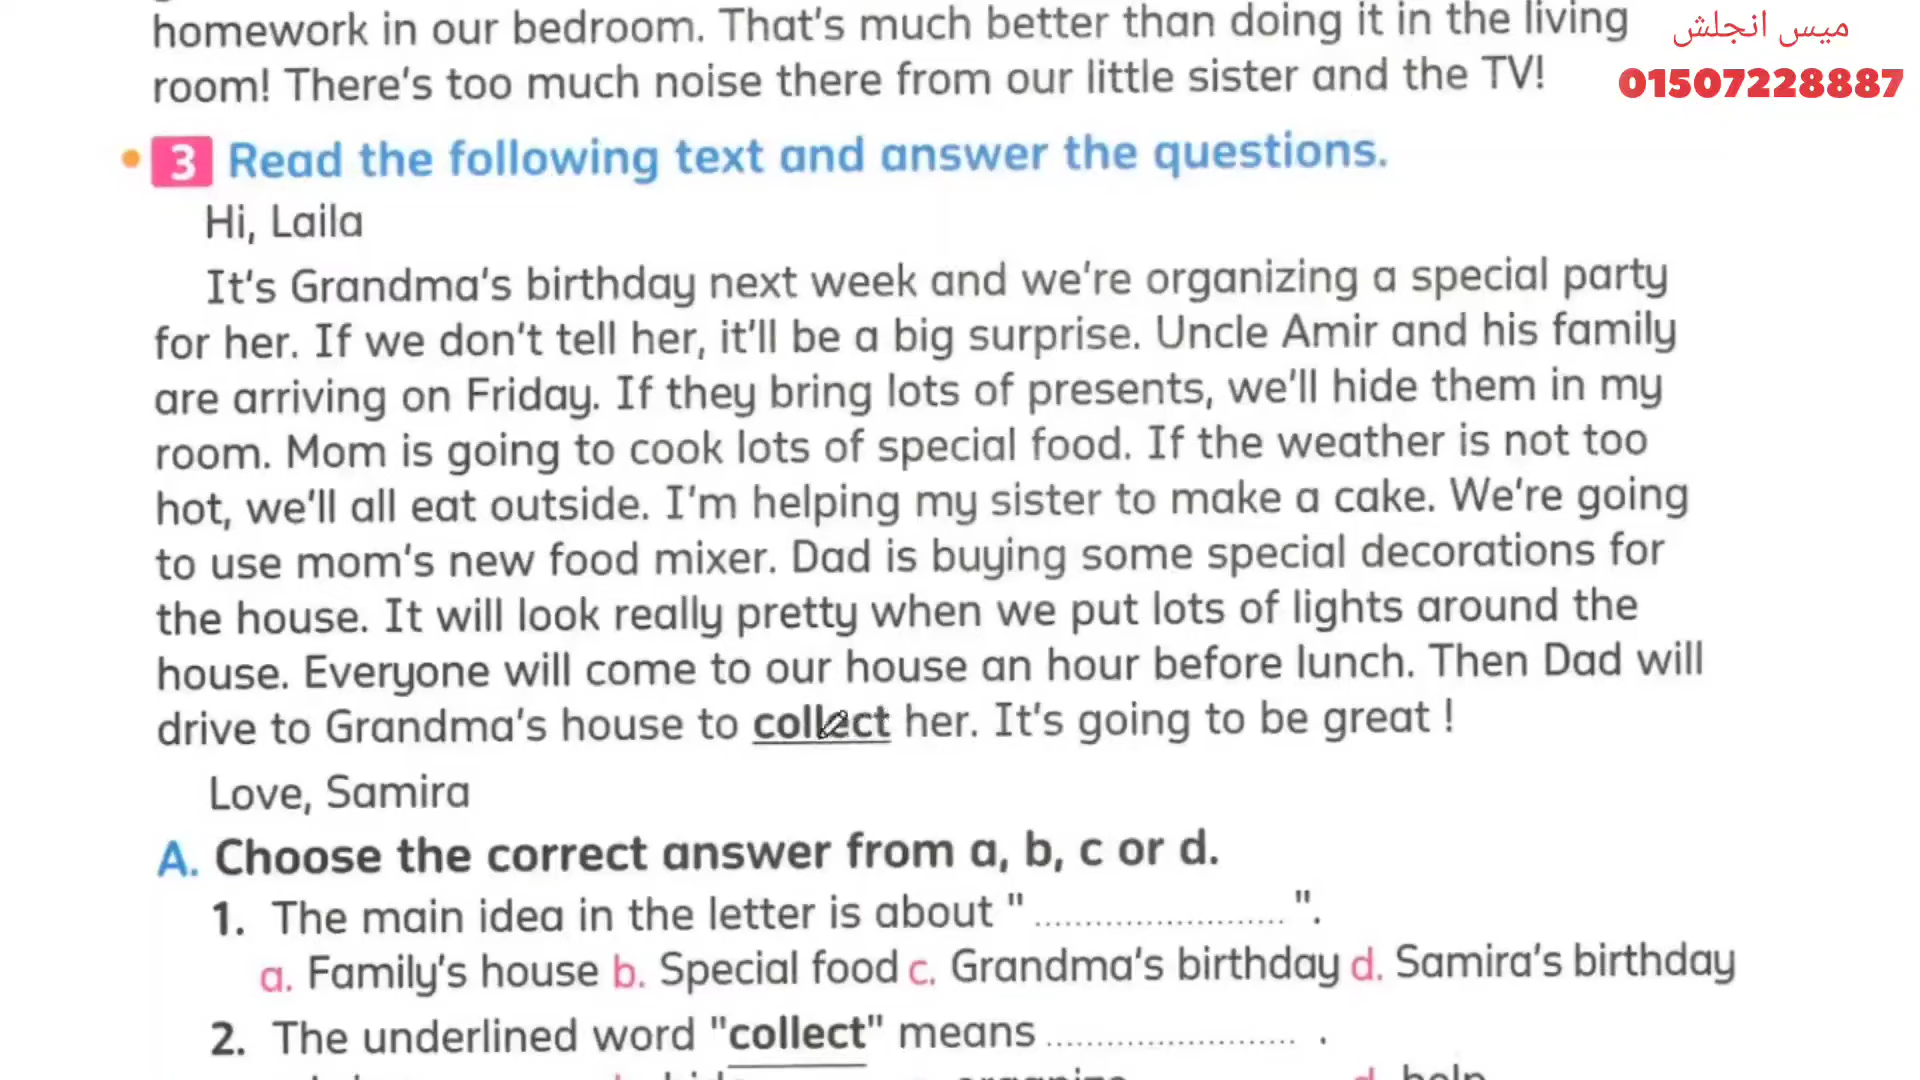 homework in our bedroom. That's much better than doing it in the living
room! There's too much noise there from our little sister and the TV!
ميس انجلش
01507228887
3 Read the following text and answer the questions.
Hi, Laila
It's Grandma's birthday next week and we're organizing a special party
for her. If we don't tell her, it'll be a big surprise. Uncle Amir and his family
are arriving on Friday. If they bring lots of presents, we'll hide them in my
room. Mom is going to cook lots of special food. If the weather is not too
hot, we'll all eat outside. I'm helping my sister to make a cake. We're going
to use mom's new food mixer. Dad is buying some special decorations for
the house. It will look really pretty when we put lots of lights around the
house. Everyone will come to our house an hour before lunch. Then Dad will
drive to Grandma's house to collect her. It's going to be great !
Love, Samira
A. Choose the correct answer from a, b, c or d.
1. The main idea in the letter is about " ........................ ".
a. Family's house b. Special food c. Grandma's birthday d. Samira's birthday
2. The underlined word "collect" means ........................ .
b. hide c. organize d. help